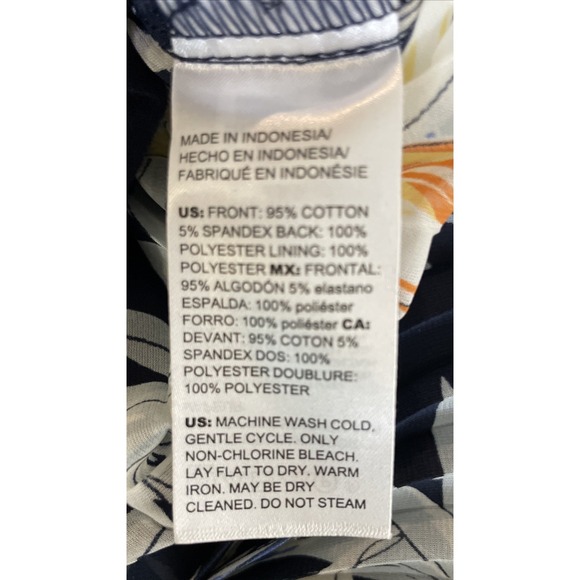 MADE IN INDONESIA/
HECHO EN INDONESIA/
FABRIQUÉ EN INDONÉSIE
US: FRONT: 95% COTTON
5% SPANDEX BACK: 100%
POLYESTER LINING: 100%
POLYESTER MX: FRONTAL:
95% ALGODÓN 5% elastano
ESPALDA: 100% poliéster
FORRO: 100% poliéster CA:
DEVANT: 95% COTON 5%
SPANDEX DOS: 100%
POLYESTER DOUBLURE:
100% POLYESTER
US: MACHINE WASH COLD,
GENTLE CYCLE. ONLY
NON-CHLORINE BLEACH.
LAY FLAT TO DRY. WARM
IRON. MAY BE DRY
CLEANED. DO NOT STEAM